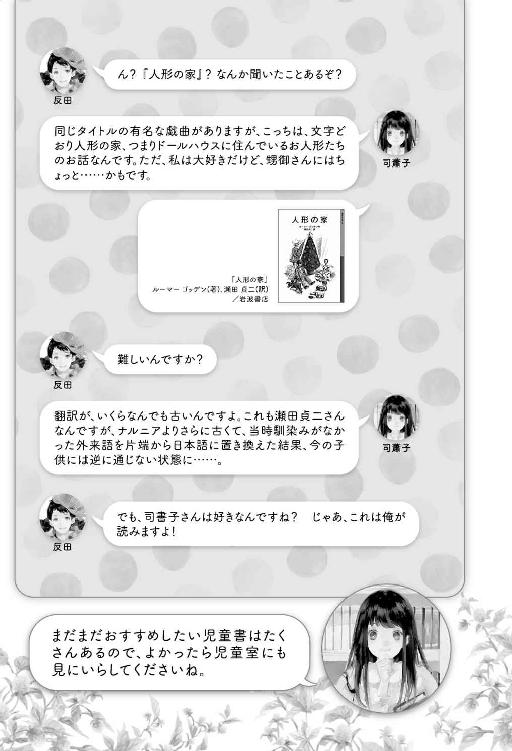 ん？『人形の家』？ なんか聞いたことあるぞ？
反田
同じタイトルの有名な戯曲がありますが、こっちは、文字ど
おり人形の家、つまりドールハウスに住んでいるお人形たち
のお話なんです。ただ、私は大好きだけど、甥御さんにはち
ょっと……かもです。
司書子
人形の家
『人形の家』
ルーマー ゴッデン(著)、瀬田 貞二(訳)
／岩波書店
難しいんですか？
反田
翻訳が、いくらなんでも古いんですよ。これも瀬田貞二さん
なんですが、ナルニアよりさらに古くて、当時馴染みがなか
った外来語を片端から日本語に置き換えた結果、今の子
供には逆に通じない状態に……。
司書子
でも、司書子さんは好きなんですね？　じゃあ、これは俺が
読みますよ！
反田
まだまだおすすめしたい児童書はたく
さんあるので、よかったら児童室にも
見にいらしてくださいね。